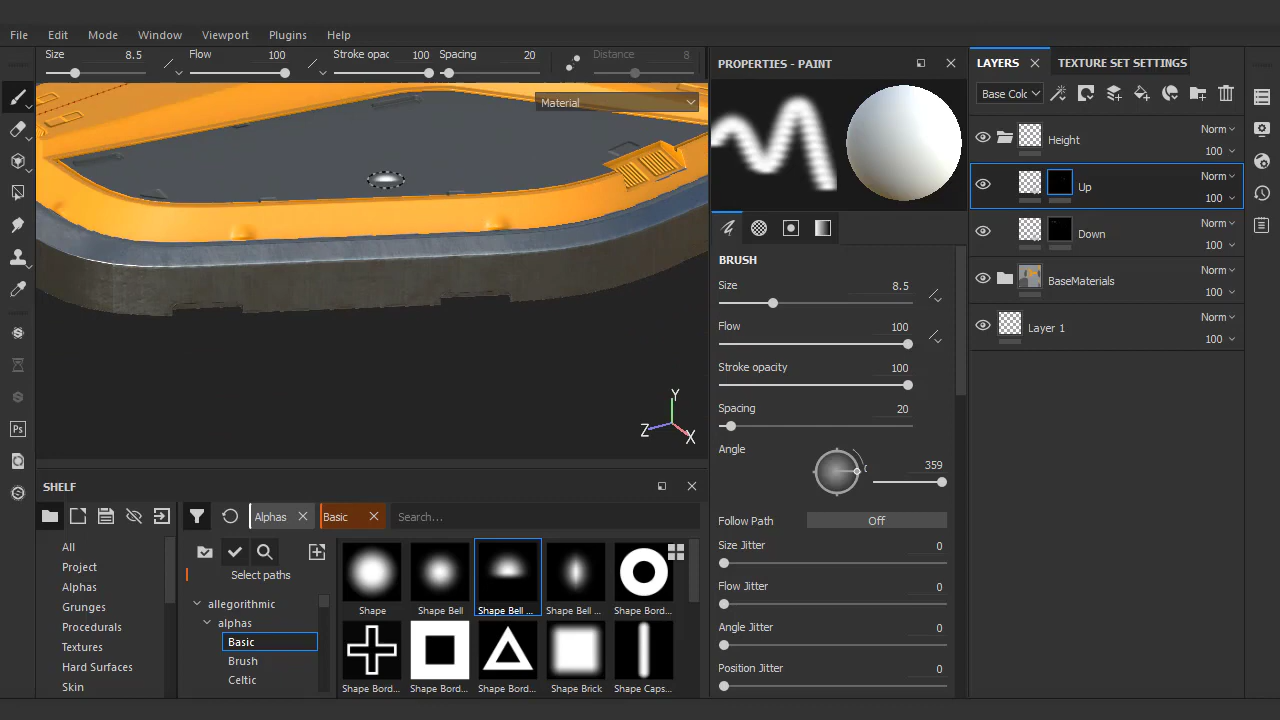 File Edit Mode Window Viewport Plugins Help
Size 8.5 Flow 100 Stroke opac 100 Spacing 20 Distance 8
Material
Y
Z X
PROPERTIES - PAINT
BRUSH
Size 8.5
Flow 100
Stroke opacity 100
Spacing 20
Angle 359
Follow Path Off
Size Jitter 0
Flow Jitter 0
Angle Jitter 0
Position Jitter 0
LAYERS TEXTURE SET SETTINGS
Base Colc
Height Norm 100
Up Norm 100
Down Norm 100
BaseMaterials Norm 100
Layer 1 Norm 100
Ps
SHELF
Alphas Basic Search...
All
Project
Alphas
Grunges
Procedurals
Textures
Hard Surfaces
Skin
Select paths
allegorithmic
alphas
Basic
Brush
Celtic
Shape Shape Bell Shape Bell ... Shape Bell ... Shape Bord...
Shape Bord... Shape Bord... Shape Bord... Shape Brick Shape Caps...